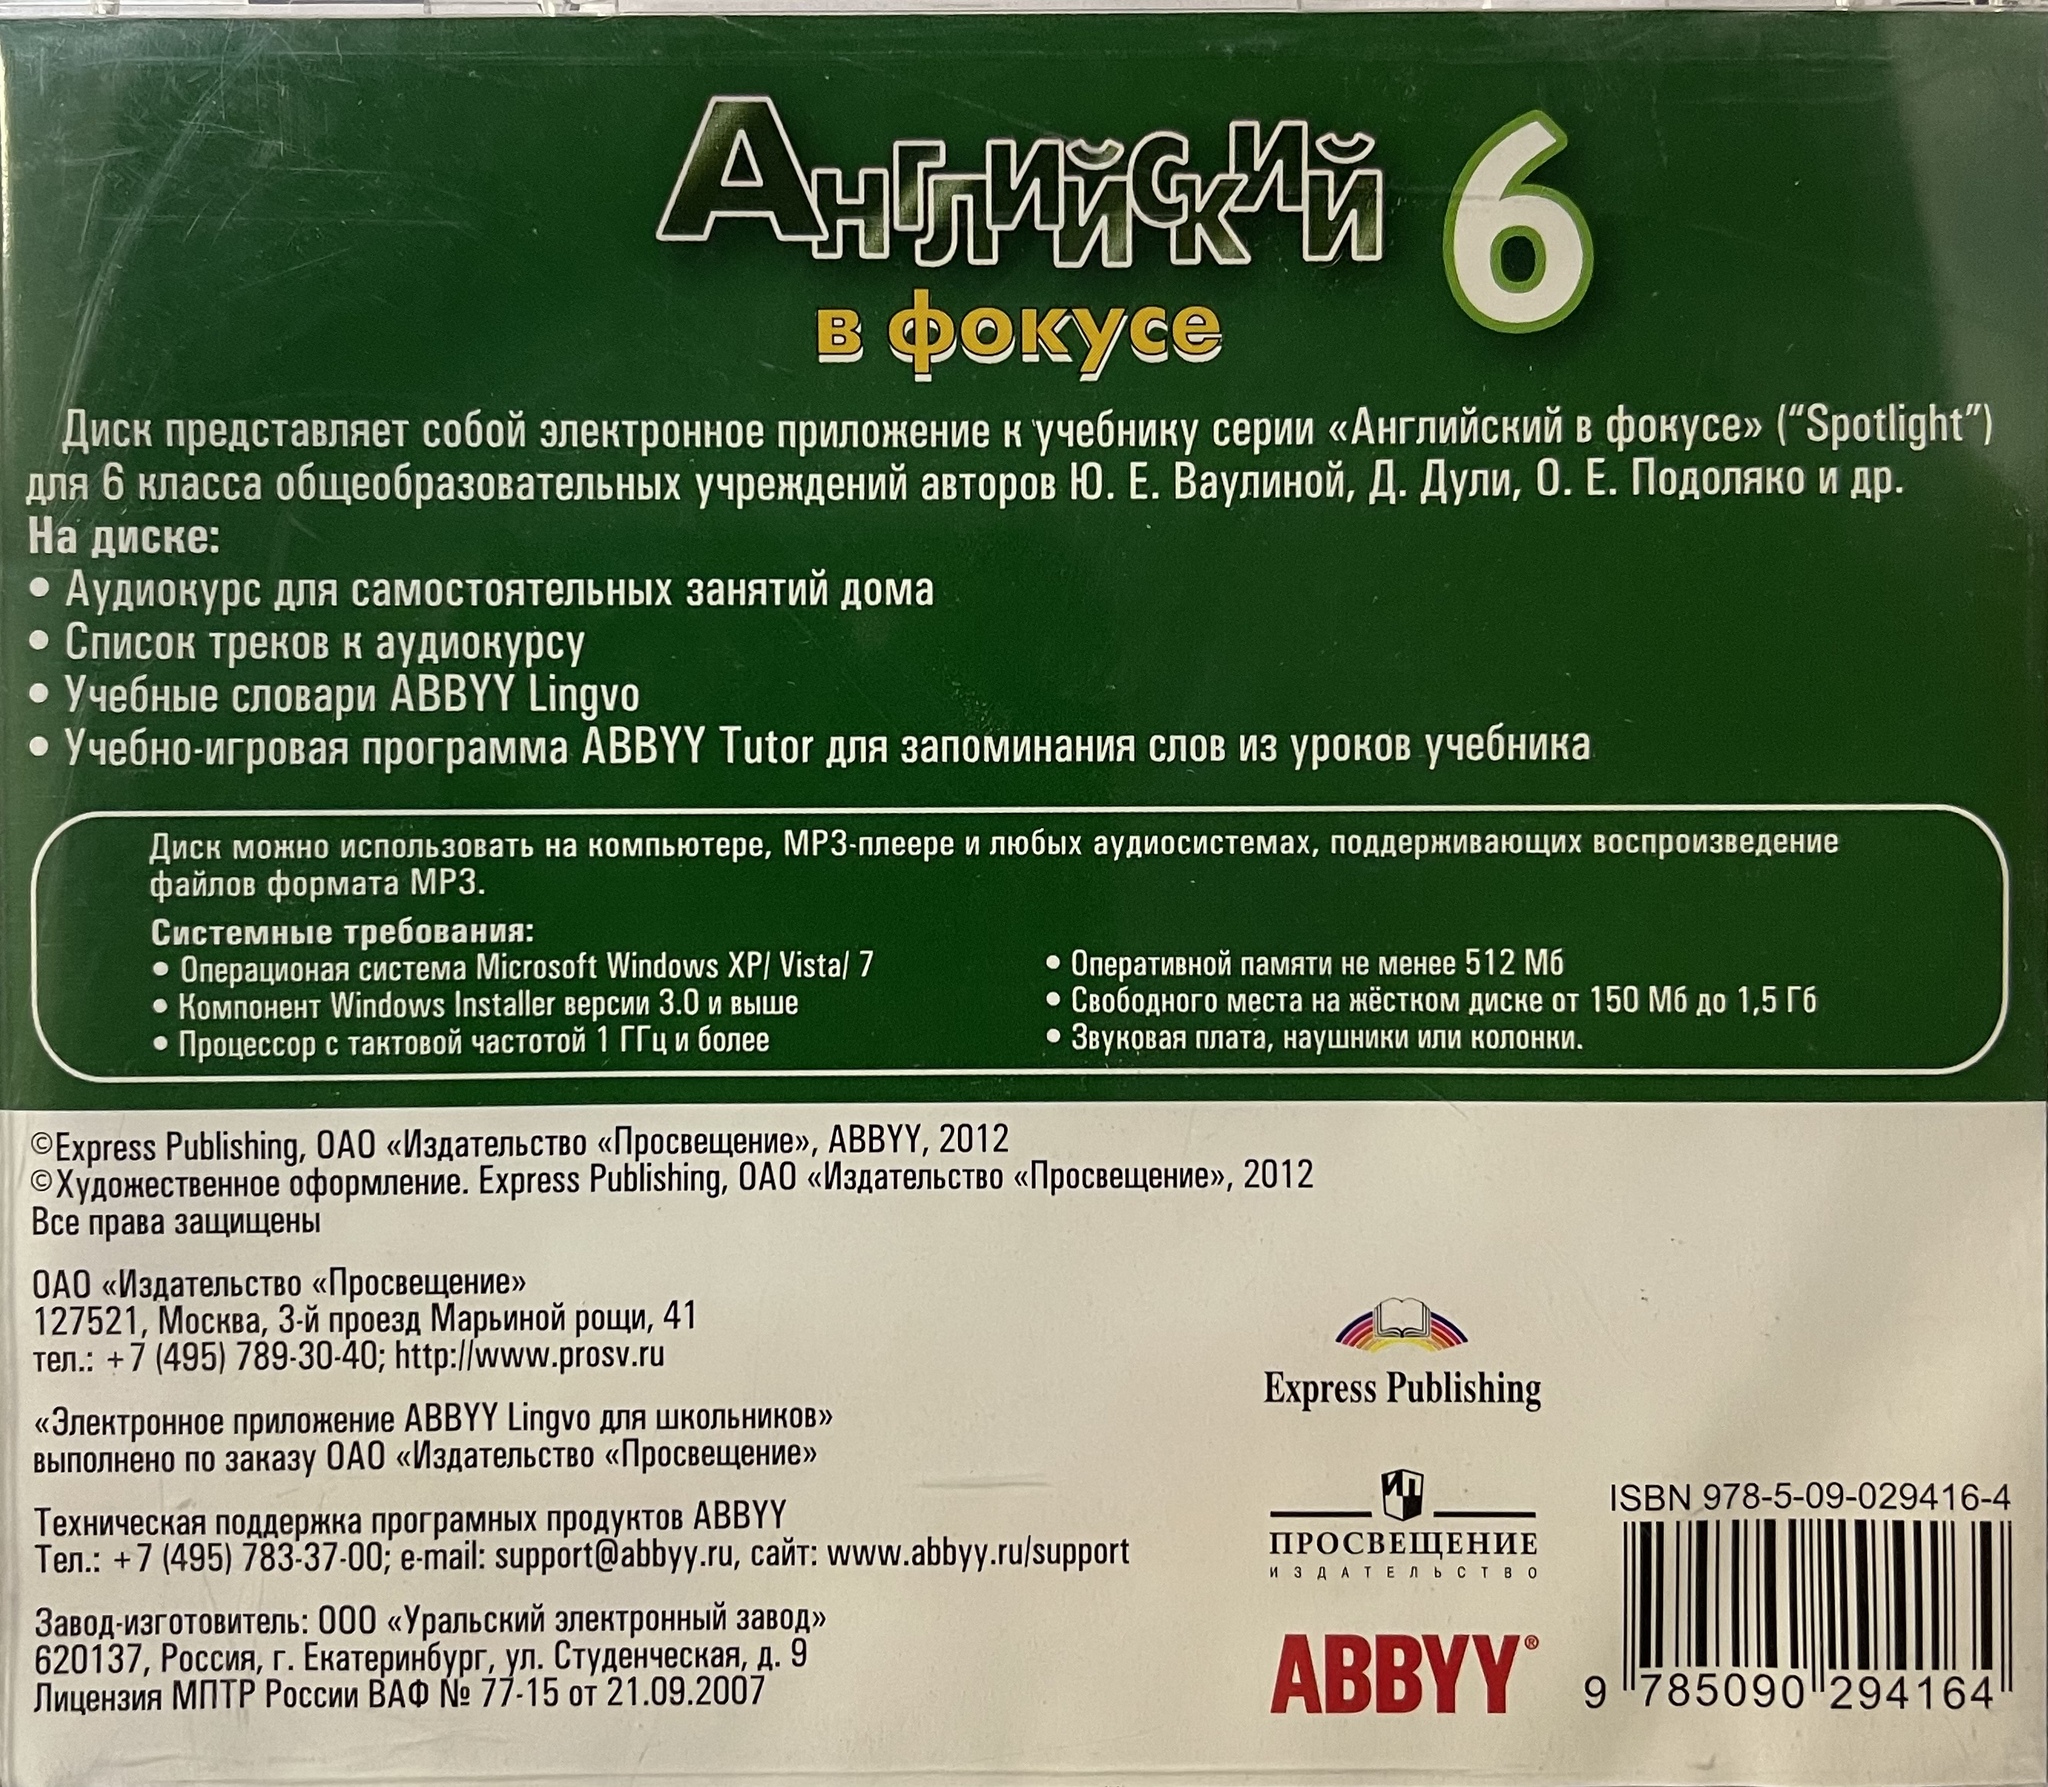 Английский 6
в фокусе
Диск представляет собой электронное приложение к учебнику серии «Английский в фокусе» (“Spotlight”)
для 6 класса общеобразовательных учреждений авторов Ю. Е. Ваулиной, Д. Дули, О. Е. Подоляко и др.
На диске:
• Аудиокурс для самостоятельных занятий дома
• Список треков к аудиокурсу
• Учебные словари ABBYY Lingvo
• Учебно-игровая программа ABBYY Tutor для запоминания слов из уроков учебника
Диск можно использовать на компьютере, МР3-плеере и любых аудиосистемах, поддерживающих воспроизведение
файлов формата МР3.
Системные требования:
• Операционая система Microsoft Windows XP/ Vista/ 7
• Компонент Windows Installer версии 3.0 и выше
• Процессор с тактовой частотой 1 ГГц и более
• Оперативной памяти не менее 512 Мб
• Свободного места на жёстком диске от 150 Мб до 1,5 Гб
• Звуковая плата, наушники или колонки.
©Express Publishing, ОАО «Издательство «Просвещение», ABBYY, 2012
©Художественное оформление. Express Publishing, ОАО «Издательство «Просвещение», 2012
Все права защищены
ОАО «Издательство «Просвещение»
127521, Москва, 3-й проезд Марьиной рощи, 41
тел.: +7 (495) 789-30-40; http://www.prosv.ru
«Электронное приложение ABBYY Lingvo для школьников»
выполнено по заказу ОАО «Издательство «Просвещение»
Техническая поддержка програмных продуктов ABBYY
Тел.: +7 (495) 783-37-00; e-mail: support@abbyy.ru, сайт: www.abbyy.ru/support
Завод-изготовитель: ООО «Уральский электронный завод»
620137, Россия, г. Екатеринбург, ул. Студенческая, д. 9
Лицензия МПТР России ВАФ № 77-15 от 21.09.2007
Express Publishing
ИП
ПРОСВЕЩЕНИЕ
ИЗДАТЕЛЬСТВО
ABBYY®
ISBN 978-5-09-029416-4
9 785090 294164